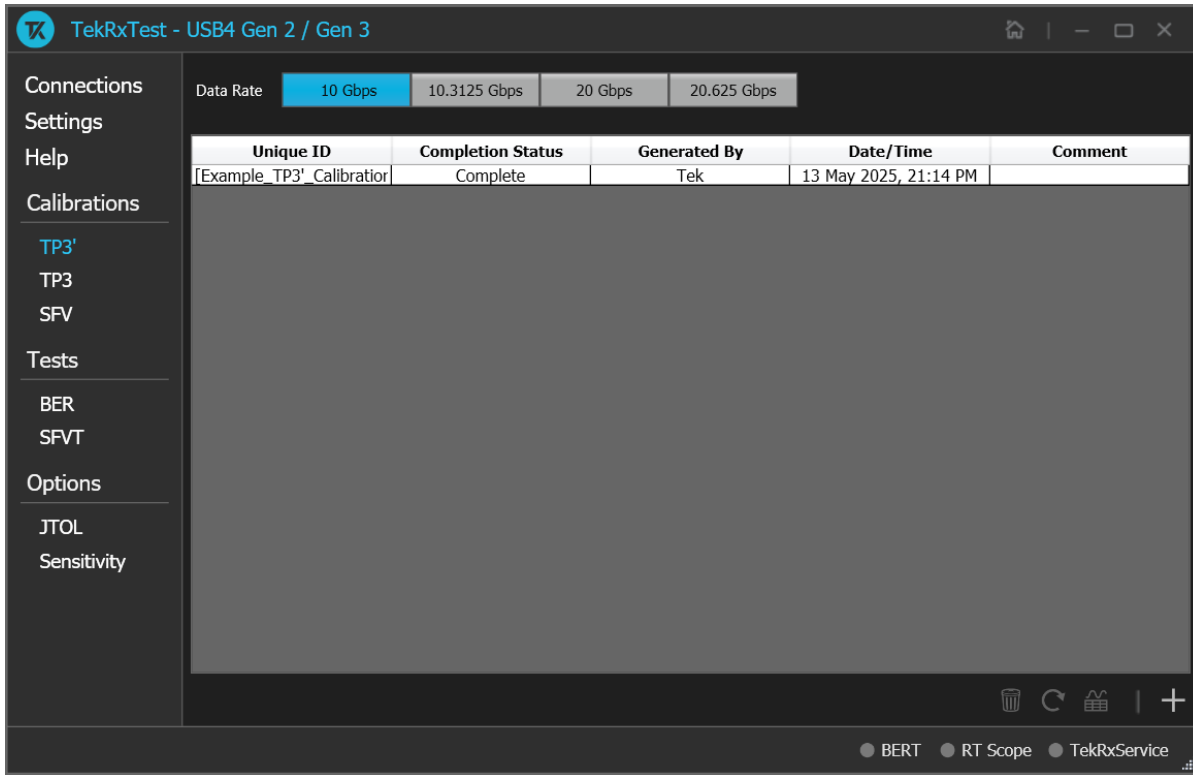 TekRxTest - USB4 Gen 2 / Gen 3
Connections
Settings
Help
Calibrations
TP3'
TP3
SFV
Tests
BER
SFVT
Options
JTOL
Sensitivity
Data Rate 10 Gbps 10.3125 Gbps 20 Gbps 20.625 Gbps
Unique ID Completion Status Generated By Date/Time Comment
[Example_TP3'_Calibration Complete Tek 13 May 2025, 21:14 PM
BERT RT Scope TekRxService